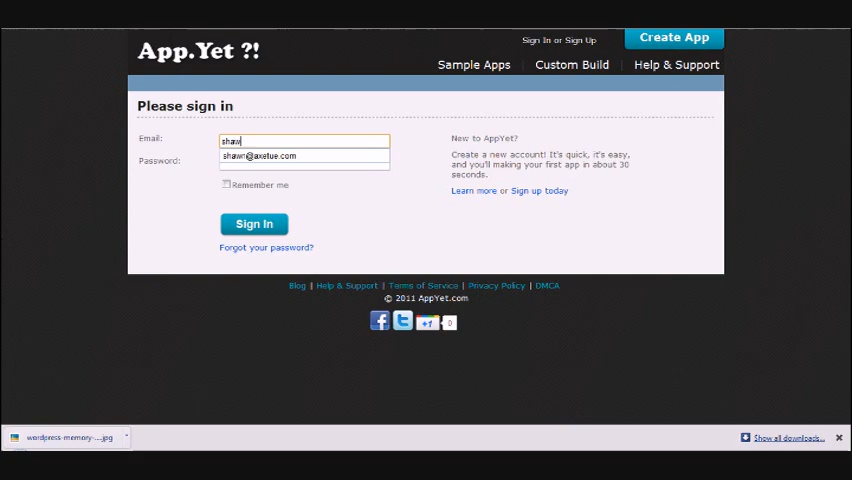 Sign In or Sign Up
Create App
App.Yet ?!
Sample Apps
Custom Build
Help & Support
Please sign in
Email:
shaw
shawn@axetue.com
Password:
Remember me
Sign In
Forgot your password?
New to AppYet?
Create a new account! It's quick, it's easy,
and you'll making your first app in about 30
seconds.
Learn more or Sign up today
Blog | Help & Support | Terms of Service | Privacy Policy | DMCA
© 2011 AppYet.com
+1
0
wordpress-memory-....jpg
Show all downloads...